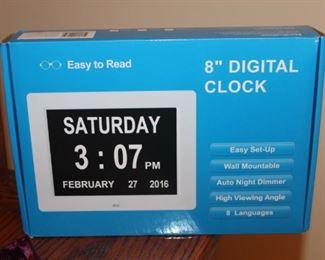 Easy to Read
8" DIGITAL
CLOCK
SATURDAY
3 : 07 PM
FEBRUARY 27 2016
Easy Set-Up
Wall Mountable
Auto Night Dimmer
High Viewing Angle
8 Languages